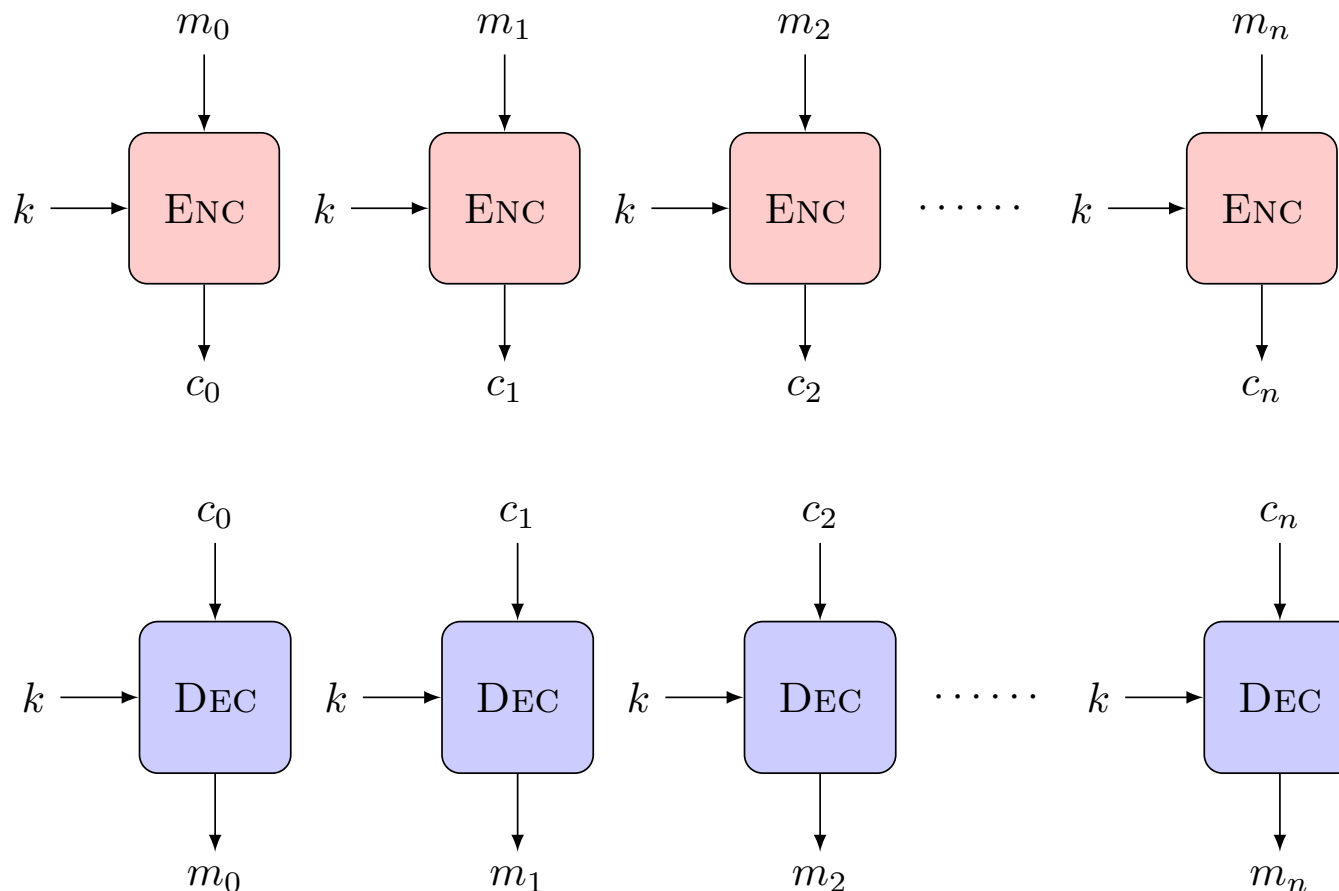 m₀ m₁ m₂ mₙ
k ENC k ENC k ENC ······ k ENC
c₀ c₁ c₂ cₙ
c₀ c₁ c₂ cₙ
k DEC k DEC k DEC ······ k DEC
m₀ m₁ m₂ mₙ